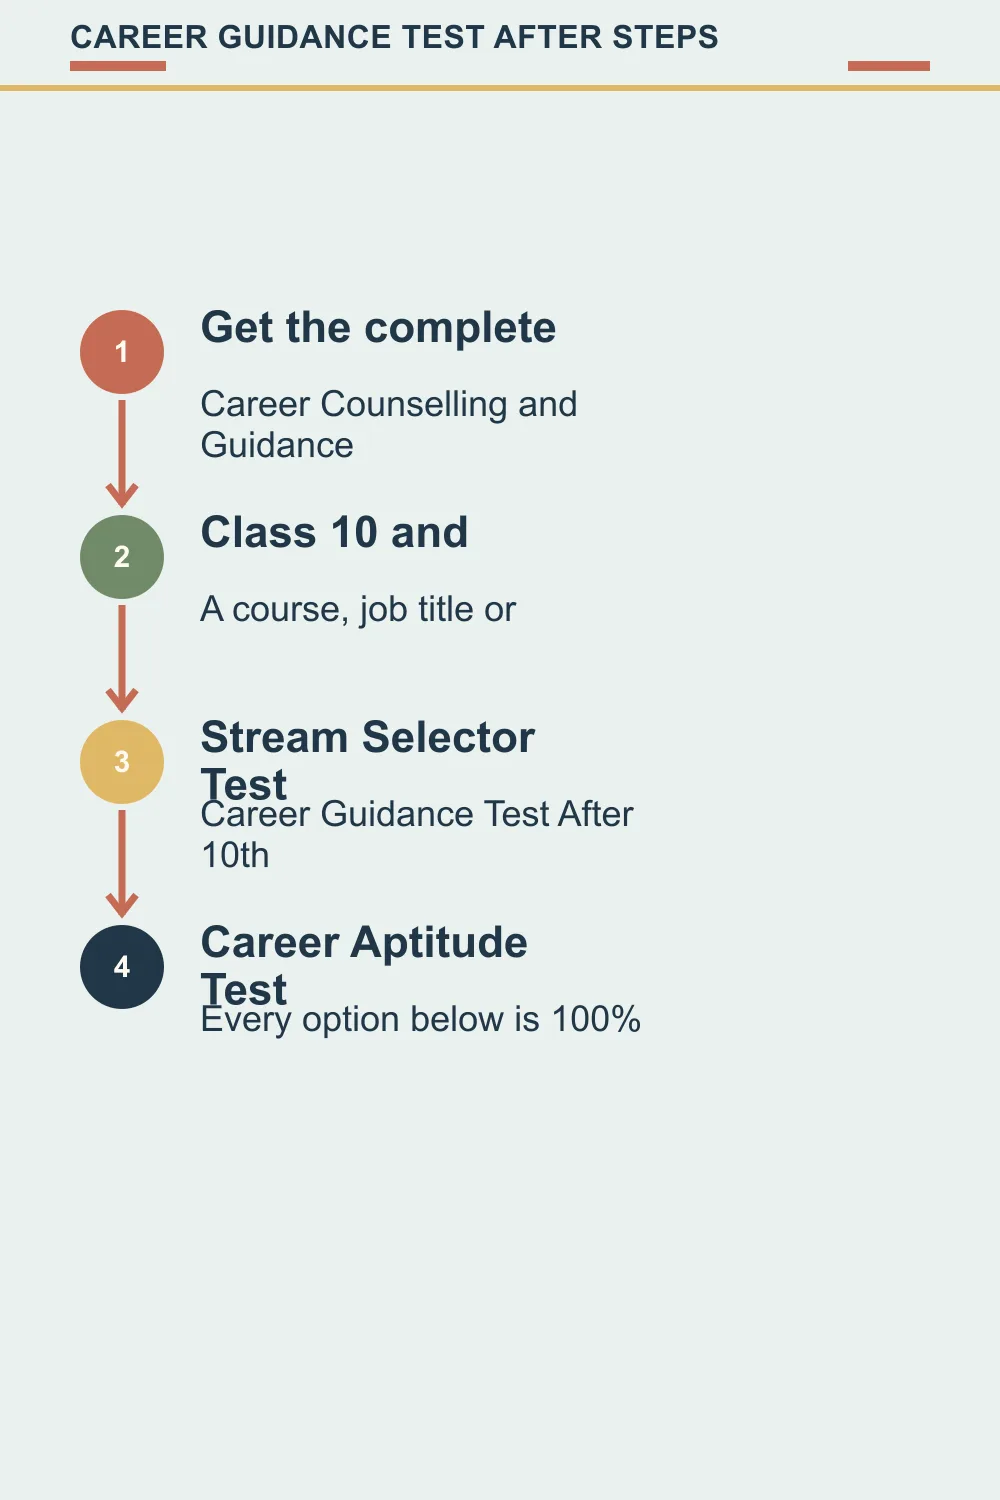 CAREER GUIDANCE TEST AFTER STEPS
1
Get the complete
Career Counselling and
Guidance
2
Class 10 and
A course, job title or
3
Stream Selector
Test
Career Guidance Test After
10th
4
Career Aptitude
Test
Every option below is 100%